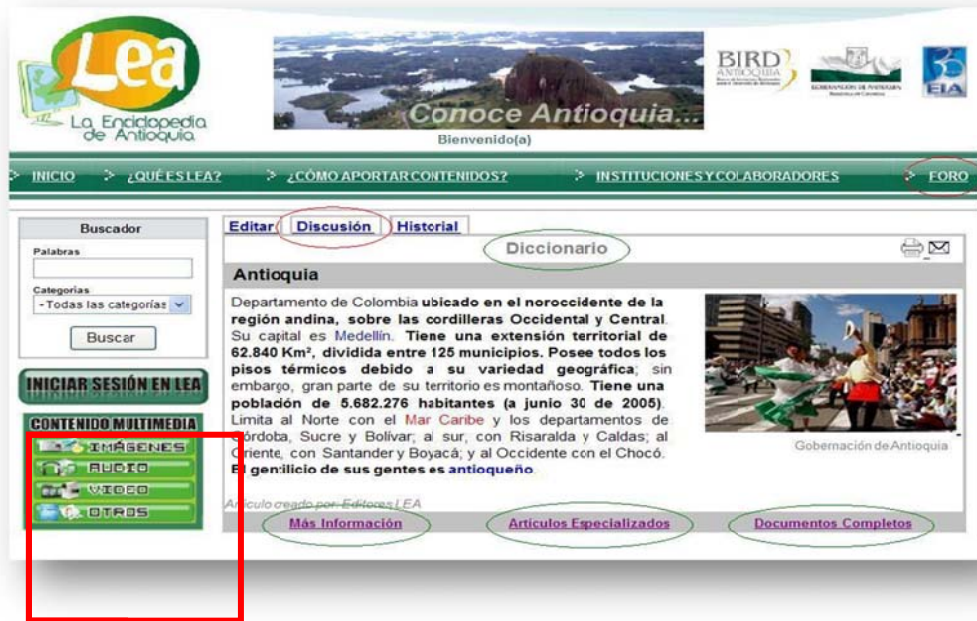 Lea
La Enciclopedia
de Antioquia
Conoce Antioquia...
Bienvenido(a)
BIRD
ANTIOQUIA
GOBERNACIÓN DE ANTIOQUIA
EIA
INICIO
¿QUÉ ES LEA?
¿CÓMO APORTAR CONTENIDOS?
INSTITUCIONES Y COLABORADORES
FORO
Buscador
Palabras
Categorías
-Todas las categorías
Buscar
INICIAR SESIÓN EN LEA
CONTENIDO MULTIMEDIA
IMÁGENES
AUDIO
VIDEO
OTROS
Editar Discusión Historial
Diccionario
Antioquia
Departamento de Colombia ubicado en el noroccidente de la
región andina, sobre las cordilleras Occidental y Central.
Su capital es Medellín. Tiene una extensión territorial de
62.840 Km², dividida entre 125 municipios. Posee todos los
pisos térmicos debido a su variedad geográfica; sin
embargo, gran parte de su territorio es montañoso. Tiene una
población de 5.682.276 habitantes (a junio 30 de 2005).
Limita al Norte con el Mar Caribe y los departamentos de
Córdoba, Sucre y Bolívar; al sur, con Risaralda y Caldas; al
Oriente, con Santander y Boyacá; y al Occidente con el Chocó.
El gentilicio de sus gentes es antioqueño.
Gobernación de Antioquia
Artículo creado por: Editores LEA
Más Información
Artículos Especializados
Documentos Completos